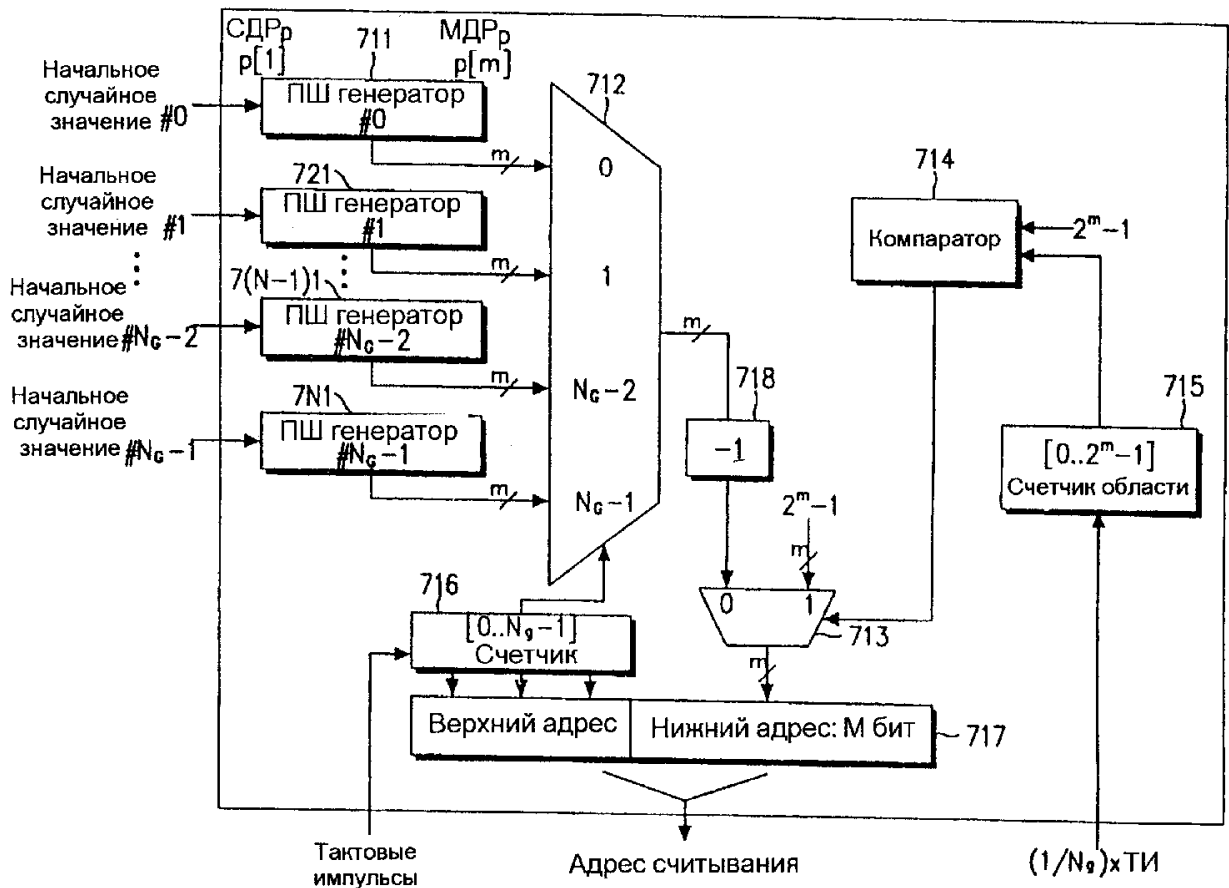 СДРp
p[1]
711
МДРp
p[m]
Начальное
случайное
значение #0
ПШ генератор
#0
m
712
0
Начальное
случайное
значение #1
721
ПШ генератор
#1
m
1
714
Компаратор
2^m−1
7(N−1)1
Начальное
случайное
значение #N_G−2
ПШ генератор
#N_G−2
m
N_G−2
m
7N1
Начальное
случайное
значение #N_G−1
ПШ генератор
#N_G−1
m
N_G−1
718
−1
715
[0..2^m−1]
Счетчик области
2^m−1
m
0 1
713
m
716
[0..N_g−1]
Счетчик
Верхний адрес
Нижний адрес: М бит
717
Тактовые
импульсы
Адрес считывания
(1/N_g)xТИ